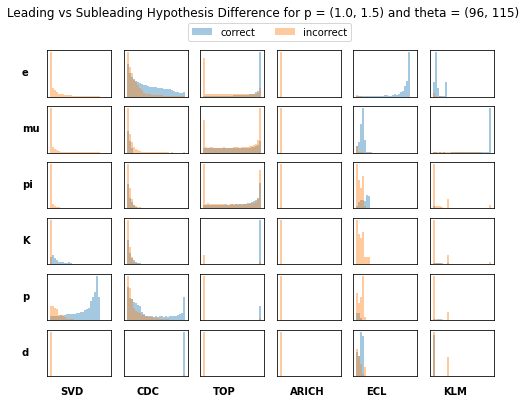 Leading vs Subleading Hypothesis Difference for p = (1.0, 1.5) and theta = (96, 115)
correct incorrect
e
mu
pi
K
p
d
SVD CDC TOP ARICH ECL KLM